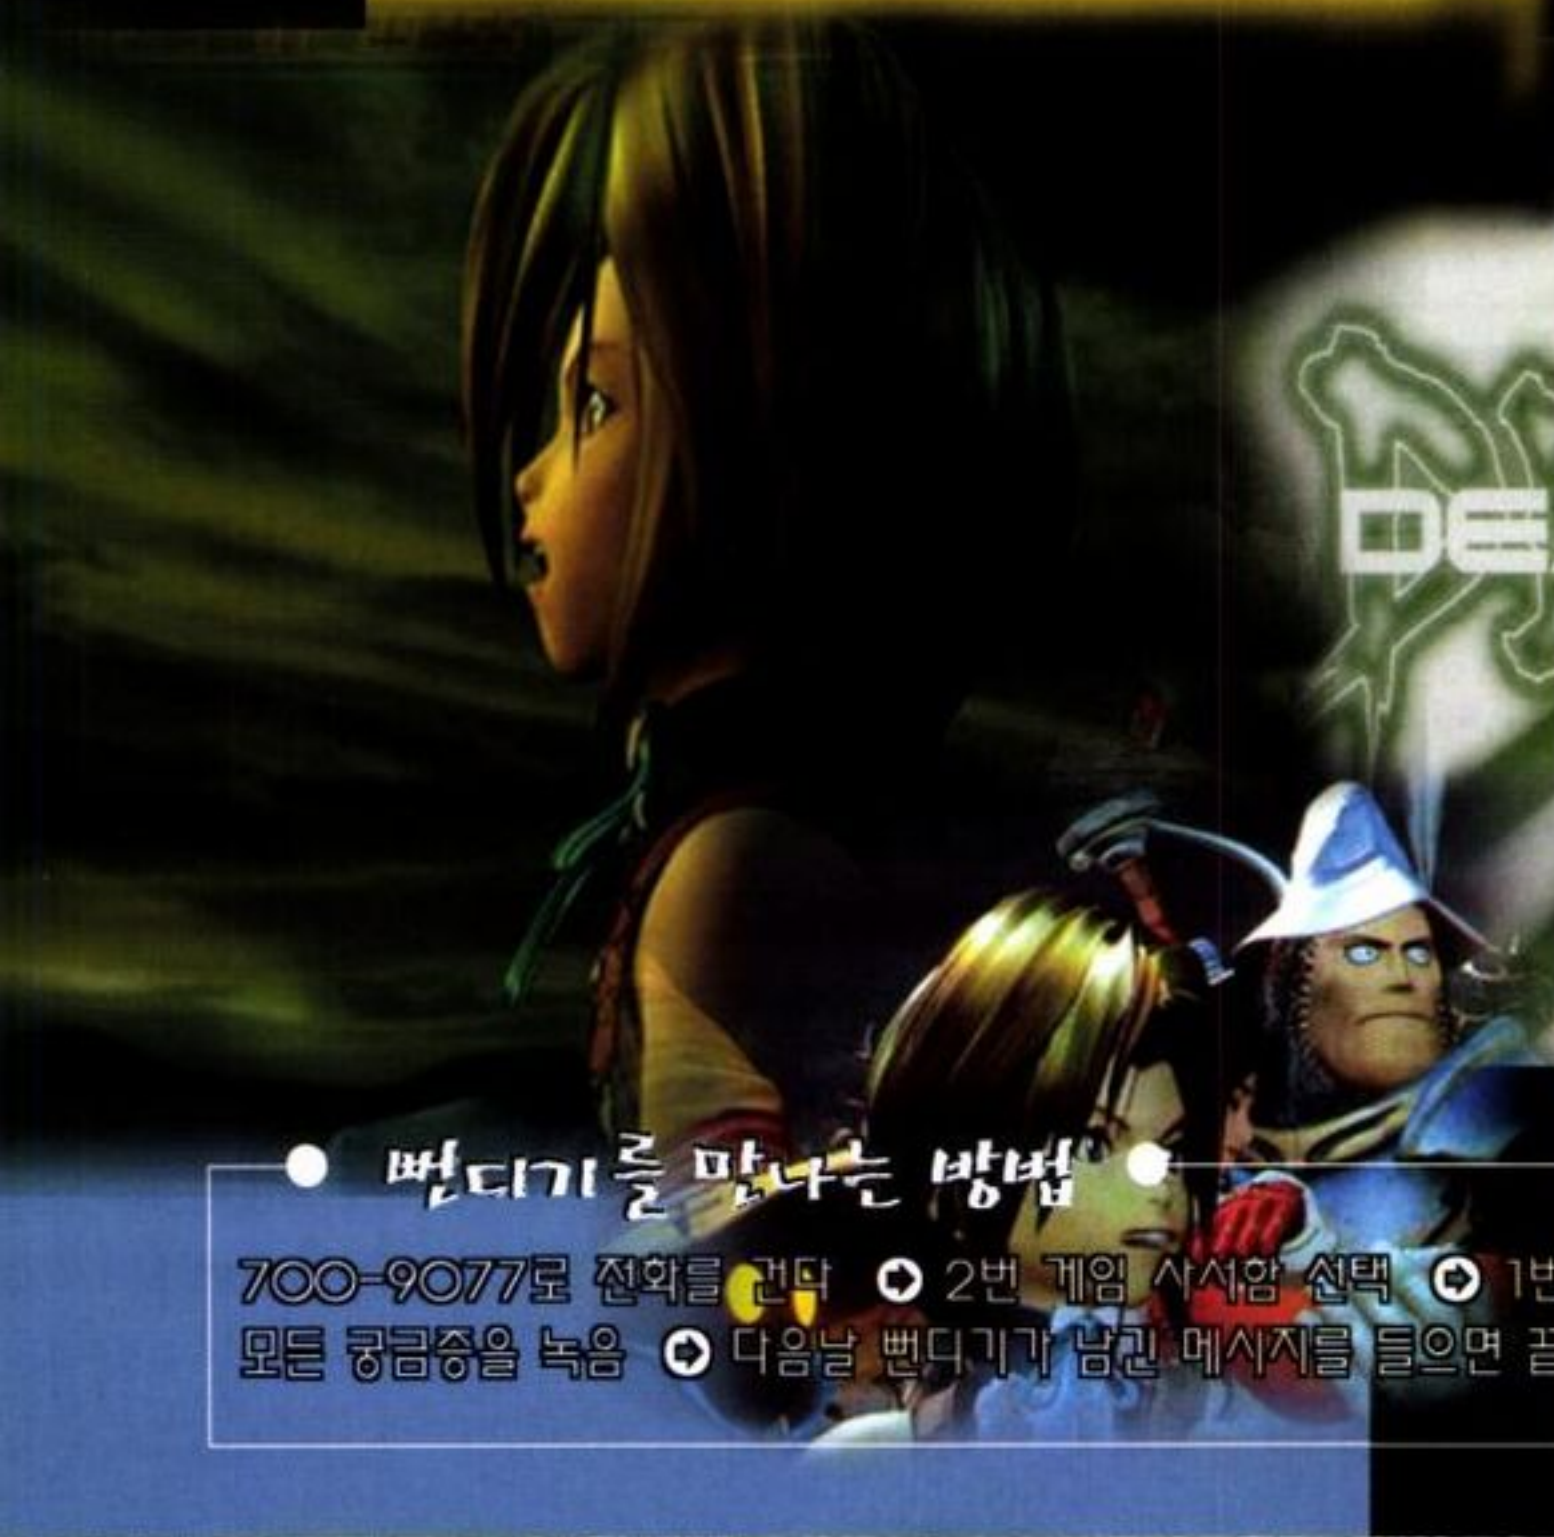 DE
뻔디기를 만나는 방법
700-9077로 전화를 건다 ➲ 2번 게임 사서함 선택 ➲ 1번
모든 궁금증을 녹음 ➲ 다음날 뻔디기가 남긴 메시지를 들으면 끝